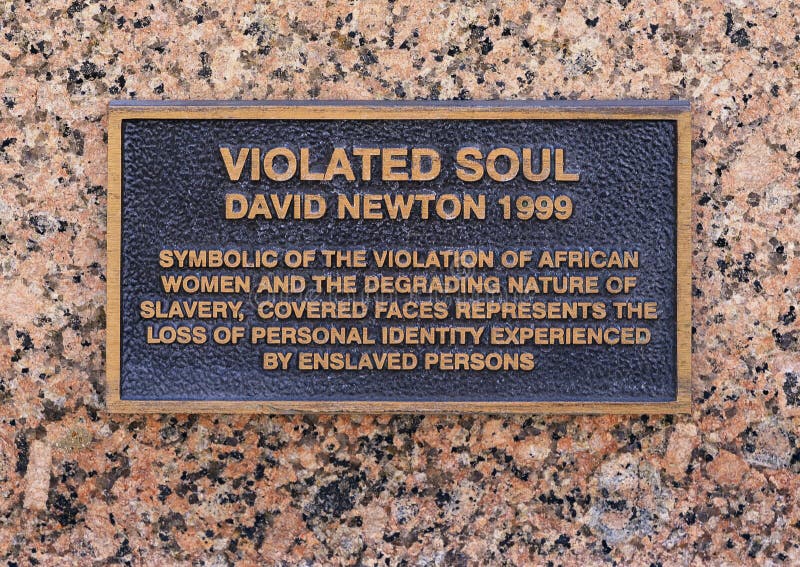 VIOLATED SOUL
DAVID NEWTON 1999
SYMBOLIC OF THE VIOLATION OF AFRICAN
WOMEN AND THE DEGRADING NATURE OF
SLAVERY, COVERED FACES REPRESENTS THE
LOSS OF PERSONAL IDENTITY EXPERIENCED
BY ENSLAVED PERSONS